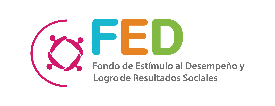 FED
Fondo de Estímulo al Desempeño y
Logro de Resultados Sociales